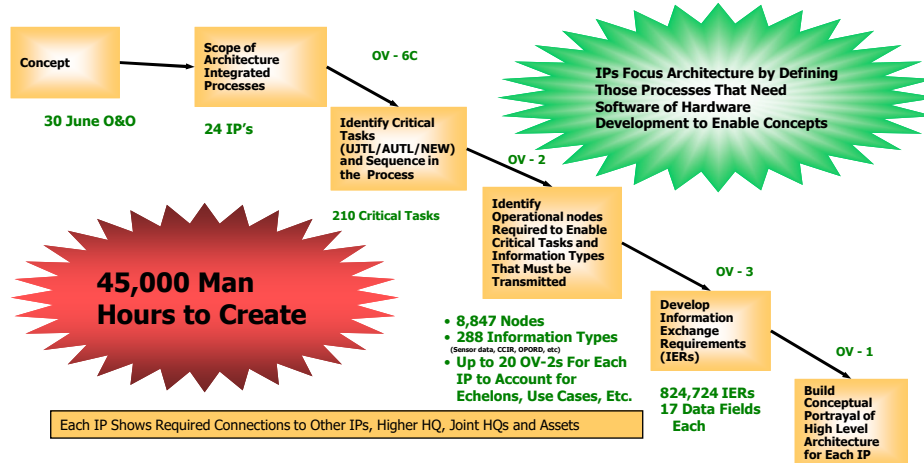 Concept
30 June O&O
Scope of
Architecture
Integrated
Processes
24 IP's
OV - 6C
Identify Critical
Tasks
(UJTL/AUTL/NEW)
and Sequence in
the Process
210 Critical Tasks
OV - 2
Identify
Operational nodes
Required to Enable
Critical Tasks and
Information Types
That Must be
Transmitted
• 8,847 Nodes
• 288 Information Types
(Sensor data, CCIR, OPORD, etc)
• Up to 20 OV-2s For Each
IP to Account for
Echelons, Use Cases, Etc.
OV - 3
Develop
Information
Exchange
Requirements
(IERs)
824,724 IERs
17 Data Fields
Each
OV - 1
Build
Conceptual
Portrayal of
High Level
Architecture
for Each IP
IPs Focus Architecture by Defining
Those Processes That Need
Software of Hardware
Development to Enable Concepts
45,000 Man
Hours to Create
Each IP Shows Required Connections to Other IPs, Higher HQ, Joint HQs and Assets